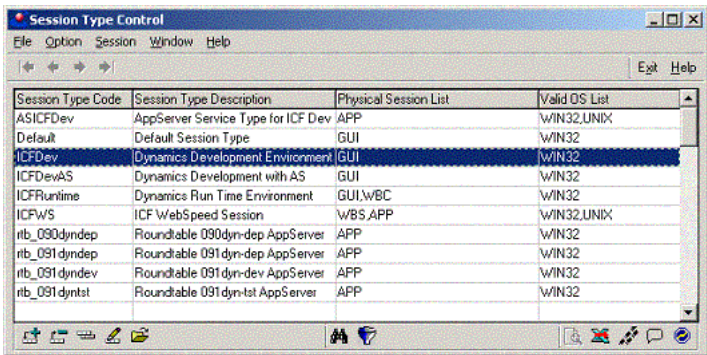 Session Type Control
File Option Session Window Help
Exit Help
Session Type Code Session Type Description Physical Session List Valid OS List
ASICFDev AppServer Service Type for ICF Dev APP WIN32,UNIX
Default Default Session Type GUI WIN32
ICFDev Dynamics Development Environment GUI WIN32
ICFDevAS Dynamics Development with AS GUI WIN32
ICFRuntime Dynamics Run Time Environment GUI,WBC WIN32
ICFWS ICF WebSpeed Session WBS,APP WIN32,UNIX
rtb_090dyndep Roundtable 090dyn-dep AppServer APP WIN32
rtb_091dyndep Roundtable 091dyn-dep AppServer APP WIN32
rtb_091dyndev Roundtable 091dyn-dev AppServer APP WIN32
rtb_091dyntst Roundtable 091dyn-tst AppServer APP WIN32